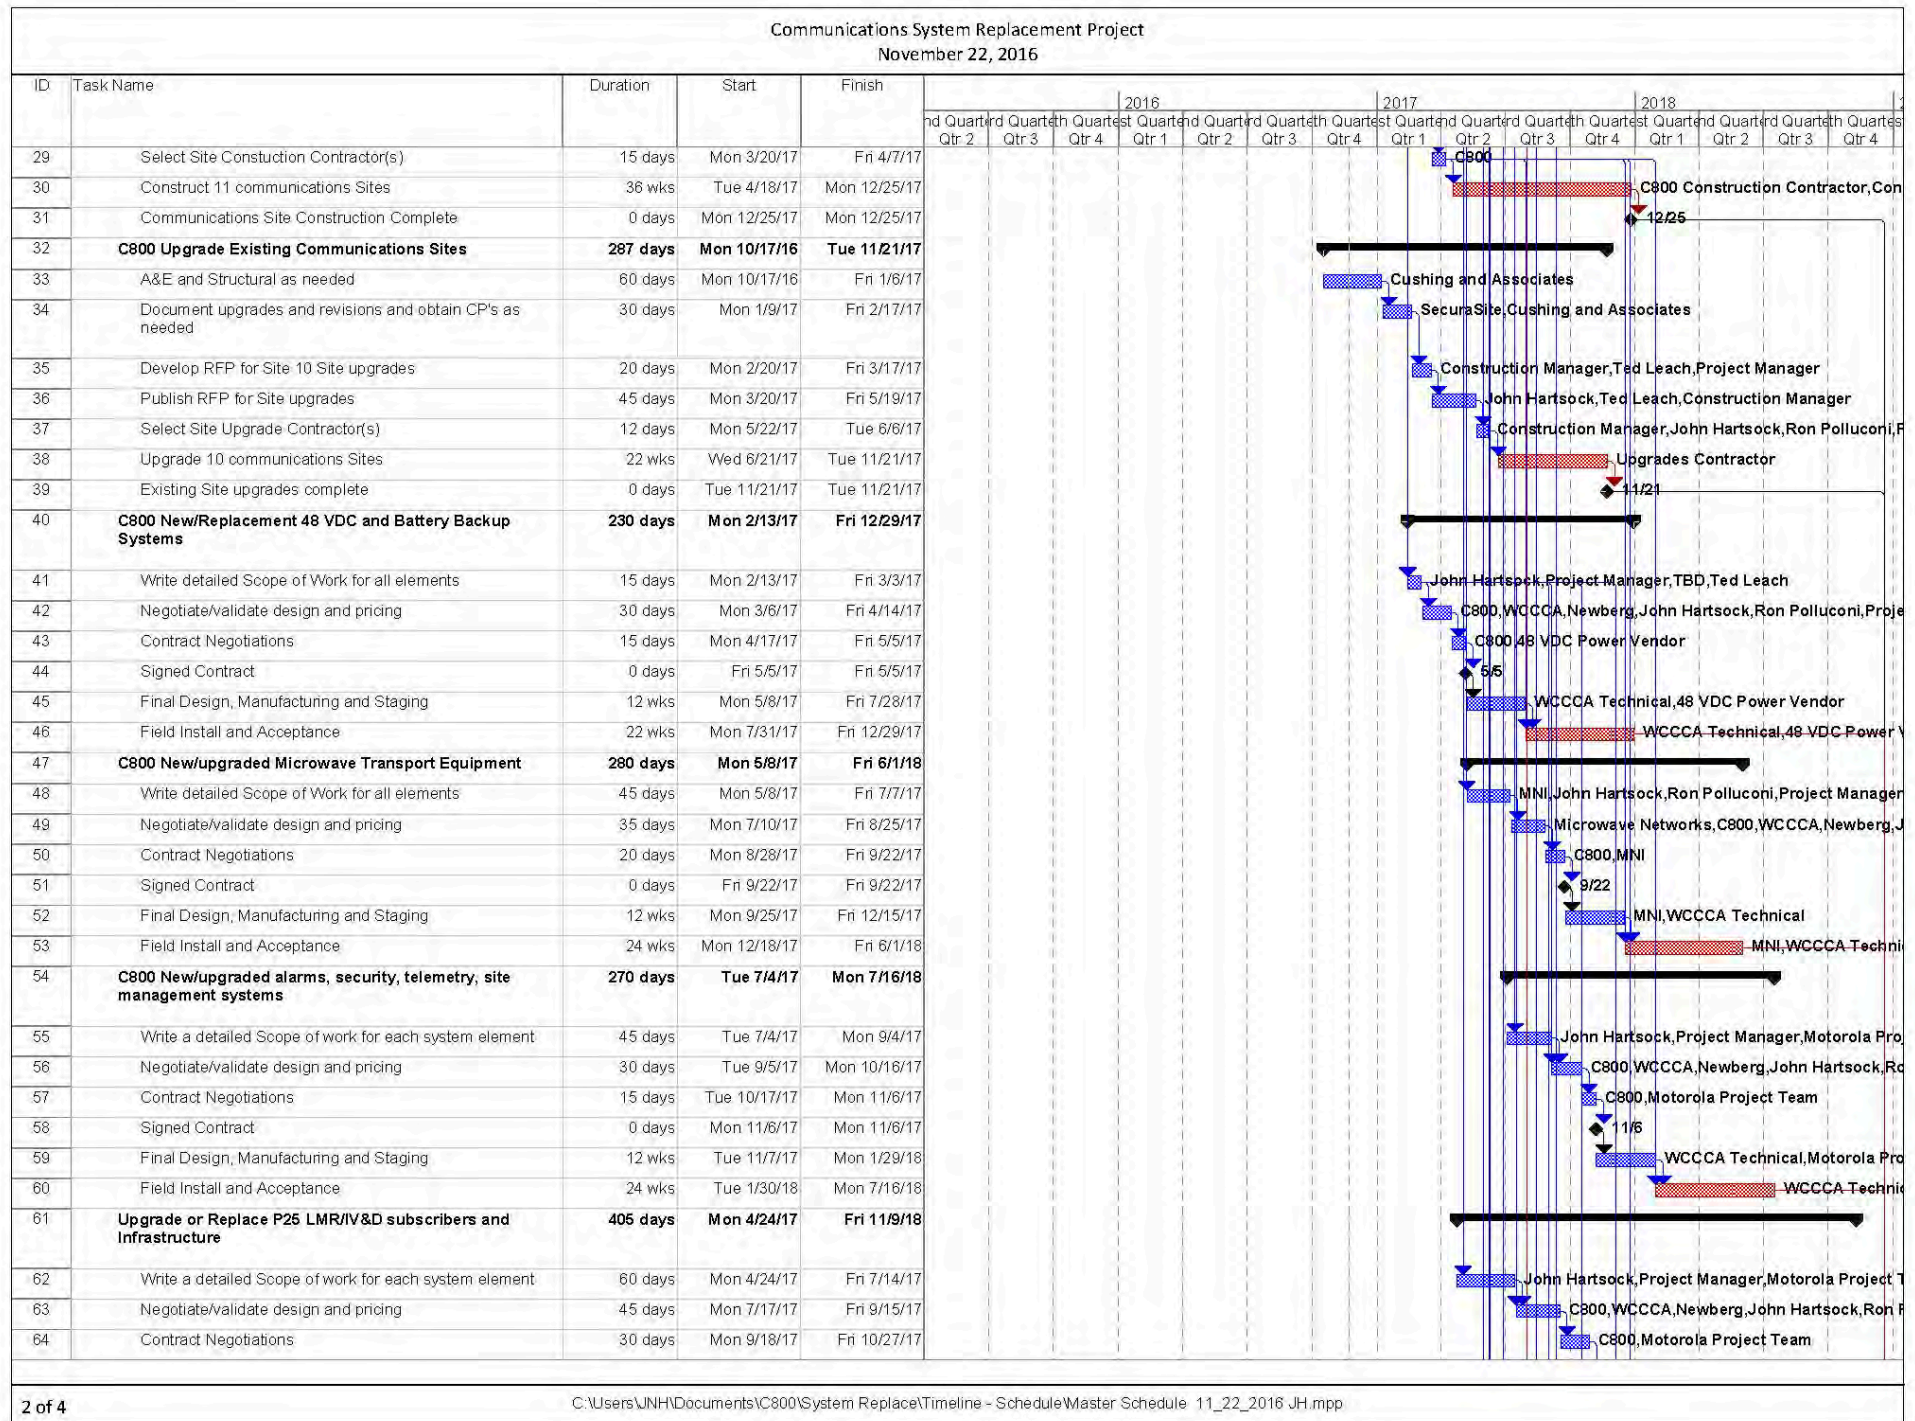 Communications System Replacement Project
November 22, 2016
ID Task Name Duration Start Finish
2016 2017 2018
nd Quarte rd Quarte th Quarte st Quarte nd Quarte rd Quarte th Quarte st Quarte nd Quarte rd Quarte th Quarte st Quarte nd Quarte rd Quarte th Quarte
Qtr 2 Qtr 3 Qtr 4 Qtr 1 Qtr 2 Qtr 3 Qtr 4 Qtr 1 Qtr 2 Qtr 3 Qtr 4 Qtr 1 Qtr 2 Qtr 3 Qtr 4
29 Select Site Constuction Contractor(s) 15 days Mon 3/20/17 Fri 4/7/17 C800
30 Construct 11 communications Sites 36 wks Tue 4/18/17 Mon 12/25/17 C800 Construction Contractor,Con
31 Communications Site Construction Complete 0 days Mon 12/25/17 Mon 12/25/17 12/25
32 C800 Upgrade Existing Communications Sites 287 days Mon 10/17/16 Tue 11/21/17
33 A&E and Structural as needed 60 days Mon 10/17/16 Fri 1/6/17 Cushing and Associates
34 Document upgrades and revisions and obtain CP's as 30 days Mon 1/9/17 Fri 2/17/17 SecuraSite,Cushing and Associates
needed
35 Develop RFP for Site 10 Site upgrades 20 days Mon 2/20/17 Fri 3/17/17 Construction Manager,Ted Leach,Project Manager
36 Publish RFP for Site upgrades 45 days Mon 3/20/17 Fri 5/19/17 John Hartsock,Ted Leach,Construction Manager
37 Select Site Upgrade Contractor(s) 12 days Mon 5/22/17 Tue 6/6/17 Construction Manager,John Hartsock,Ron Polluconi,
38 Upgrade 10 communications Sites 22 wks Wed 6/21/17 Tue 11/21/17 Upgrades Contractor
39 Existing Site upgrades complete 0 days Tue 11/21/17 Tue 11/21/17 11/21
40 C800 New/Replacement 48 VDC and Battery Backup 230 days Mon 2/13/17 Fri 12/29/17
Systems
41 Write detailed Scope of Work for all elements 15 days Mon 2/13/17 Fri 3/3/17 John Hartsock,Project Manager,TBD,Ted Leach
42 Negotiate/validate design and pricing 30 days Mon 3/6/17 Fri 4/14/17 C800,WCCCA,Newberg,John Hartsock,Ron Polluconi,Proje
43 Contract Negotiations 15 days Mon 4/17/17 Fri 5/5/17 C800,48 VDC Power Vendor
44 Signed Contract 0 days Fri 5/5/17 Fri 5/5/17 5/5
45 Final Design, Manufacturing and Staging 12 wks Mon 5/8/17 Fri 7/28/17 WCCCA Technical,48 VDC Power Vendor
46 Field Install and Acceptance 22 wks Mon 7/31/17 Fri 12/29/17 WCCCA Technical,48 VDC Power V
47 C800 New/upgraded Microwave Transport Equipment 280 days Mon 5/8/17 Fri 6/1/18
48 Write detailed Scope of Work for all elements 45 days Mon 5/8/17 Fri 7/7/17 MNI,John Hartsock,Ron Polluconi,Project Manager
49 Negotiate/validate design and pricing 35 days Mon 7/10/17 Fri 8/25/17 Microwave Networks,C800,WCCCA,Newberg,J
50 Contract Negotiations 20 days Mon 8/28/17 Fri 9/22/17 C800,MNI
51 Signed Contract 0 days Fri 9/22/17 Fri 9/22/17 9/22
52 Final Design, Manufacturing and Staging 12 wks Mon 9/25/17 Fri 12/15/17 MNI,WCCCA Technical
53 Field Install and Acceptance 24 wks Mon 12/18/17 Fri 6/1/18 MNI,WCCCA Techni
54 C800 New/upgraded alarms, security, telemetry, site 270 days Tue 7/4/17 Mon 7/16/18
management systems
55 Write a detailed Scope of work for each system element 45 days Tue 7/4/17 Mon 9/4/17 John Hartsock,Project Manager,Motorola Proj
56 Negotiate/validate design and pricing 30 days Tue 9/5/17 Mon 10/16/17 C800,WCCCA,Newberg,John Hartsock,Ro
57 Contract Negotiations 15 days Tue 10/17/17 Mon 11/6/17 C800,Motorola Project Team
58 Signed Contract 0 days Mon 11/6/17 Mon 11/6/17 11/6
59 Final Design, Manufacturing and Staging 12 wks Tue 11/7/17 Mon 1/29/18 WCCCA Technical,Motorola Pro
60 Field Install and Acceptance 24 wks Tue 1/30/18 Mon 7/16/18 WCCCA Technic
61 Upgrade or Replace P25 LMR/IV&D subscribers and 405 days Mon 4/24/17 Fri 11/9/18
Infrastructure
62 Write a detailed Scope of work for each system element 60 days Mon 4/24/17 Fri 7/14/17 John Hartsock,Project Manager,Motorola Project T
63 Negotiate/validate design and pricing 45 days Mon 7/17/17 Fri 9/15/17 C800,WCCCA,Newberg,John Hartsock,Ron P
64 Contract Negotiations 30 days Mon 9/18/17 Fri 10/27/17 C800,Motorola Project Team
2 of 4 C:\Users\JNH\Documents\C800\System Replace\Timeline - Schedule\Master Schedule 11_22_2016 JH.mpp